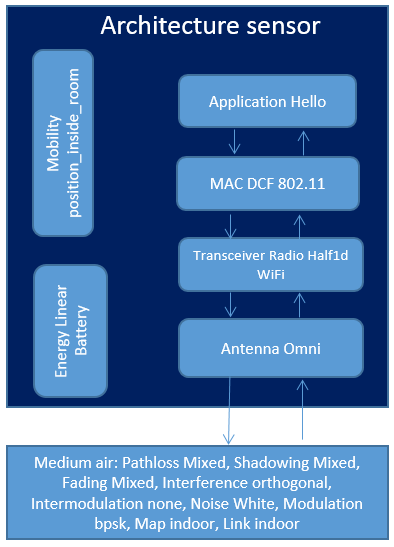 Architecture sensor
Mobility
position_inside_room
Application Hello
MAC DCF 802.11
Transceiver Radio Half1d
WiFi
Energy Linear
Battery
Antenna Omni
Medium air: Pathloss Mixed, Shadowing Mixed,
Fading Mixed, Interference orthogonal,
Intermodulation none, Noise White, Modulation
bpsk, Map indoor, Link indoor